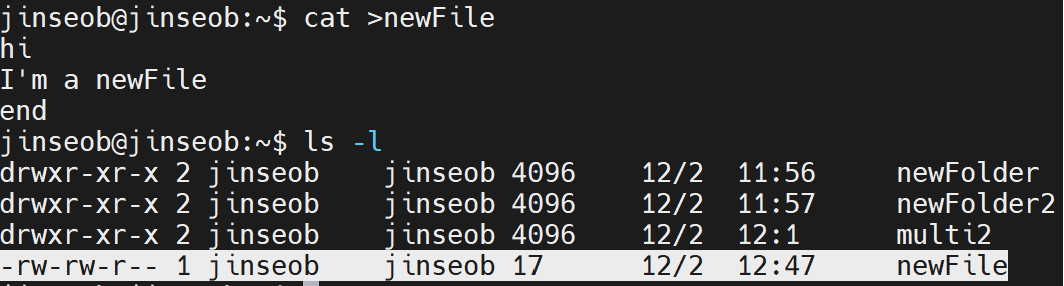 jinseob@jinseob:~$ cat >newFile
hi
I'm a newFile
end
jinseob@jinseob:~$ ls -l
drwxr-xr-x 2 jinseob    jinseob 4096    12/2  11:56     newFolder
drwxr-xr-x 2 jinseob    jinseob 4096    12/2  11:57     newFolder2
drwxr-xr-x 2 jinseob    jinseob 4096    12/2  12:1      multi2
-rw-rw-r-- 1 jinseob    jinseob 17      12/2  12:47     newFile